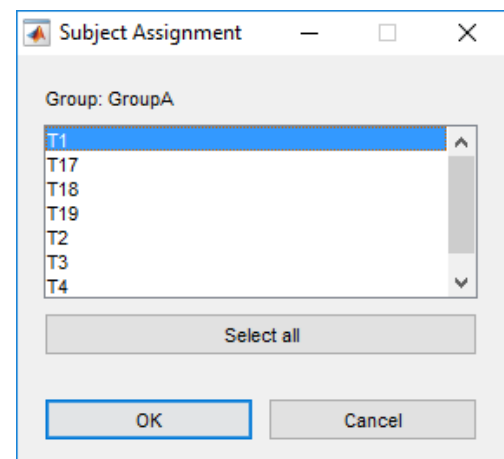 Subject Assignment
Group: GroupA
T1
T17
T18
T19
T2
T3
T4
Select all
OK
Cancel